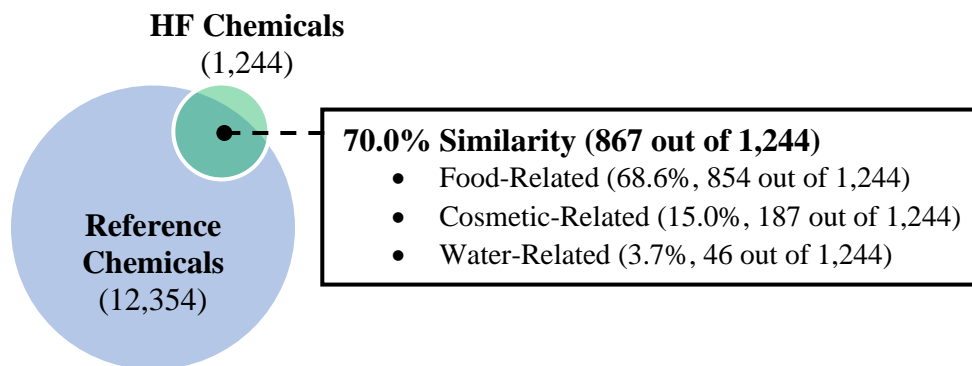 HF Chemicals
(1,244)
70.0% Similarity (867 out of 1,244)
• Food-Related (68.6%, 854 out of 1,244)
• Cosmetic-Related (15.0%, 187 out of 1,244)
• Water-Related (3.7%, 46 out of 1,244)
Reference
Chemicals
(12,354)